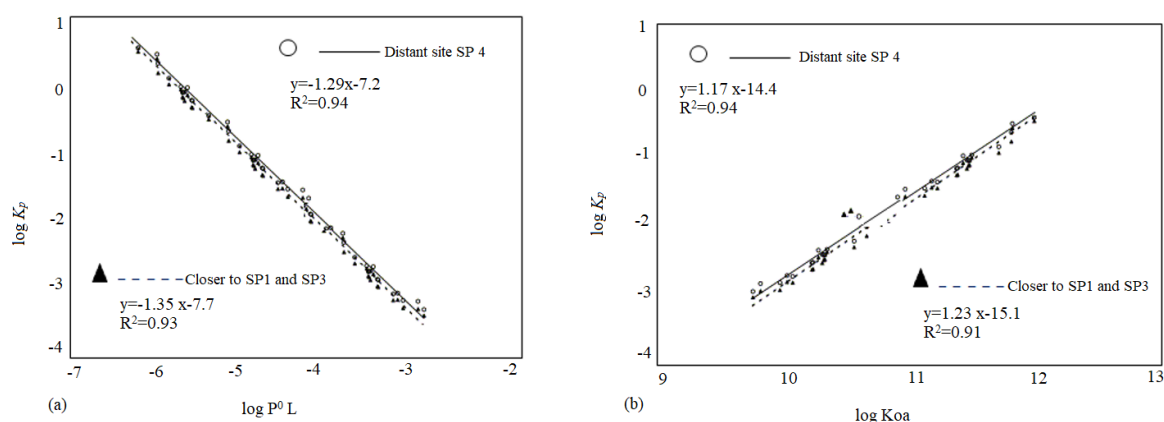 1
0
-1
-2
-3
-4
log Kp
Distant site SP 4
y=-1.29x-7.2
R²=0.94
Closer to SP1 and SP3
y=-1.35 x-7.7
R²=0.93
-7 -6 -5 -4 -3 -2
(a)
log P⁰ L
1
0
-1
-2
-3
-4
log Kp
Distant site SP 4
y=1.17 x-14.4
R²=0.94
Closer to SP1 and SP3
y=1.23 x-15.1
R²=0.91
9 10 11 12 13
(b)
log Koa